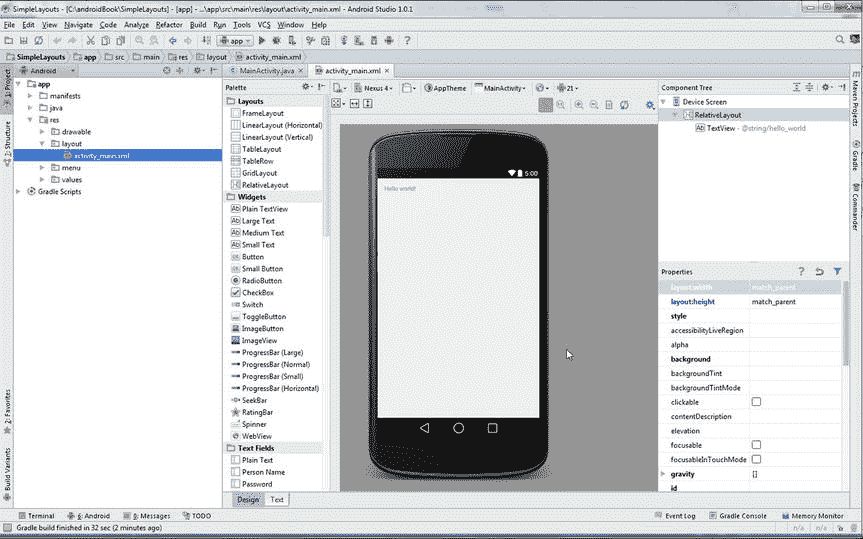 SimpleLayouts - [C:\androidBook\SimpleLayouts] - [app] - ...\app\src\main\res\layout\activity_main.xml - Android Studio 1.0.1
File Edit View Navigate Code Analyze Refactor Build Run Tools VCS Window Help
app
SimpleLayouts app src main res layout activity_main.xml
1: Project
7: Structure
2: Favorites
Build Variants
Android
app
manifests
java
res
drawable
layout
activity_main.xml
menu
values
Gradle Scripts
MainActivity.java activity_main.xml
Palette
Layouts
FrameLayout
LinearLayout (Horizontal)
LinearLayout (Vertical)
TableLayout
TableRow
GridLayout
RelativeLayout
Widgets
Plain TextView
Large Text
Medium Text
Small Text
Button
Small Button
RadioButton
CheckBox
Switch
ToggleButton
ImageButton
ImageView
ProgressBar (Large)
ProgressBar (Normal)
ProgressBar (Small)
ProgressBar (Horizontal)
SeekBar
RatingBar
Spinner
WebView
Text Fields
Plain Text
Person Name
Password
Design Text
Nexus 4 AppTheme MainActivity 21
5:00
Hello world!
Component Tree
Device Screen
RelativeLayout
Ab TextView - @string/hello_world
Properties
layout:width match_parent
layout:height match_parent
style
accessibilityLiveRegion
alpha
background
backgroundTint
backgroundTintMode
clickable
contentDescription
elevation
focusable
focusableInTouchMode
gravity []
id
Maven Projects
Gradle
Commander
Terminal 6: Android 0: Messages TODO Event Log Gradle Console Memory Monitor
Gradle build finished in 32 sec (2 minutes ago) n/a n/a